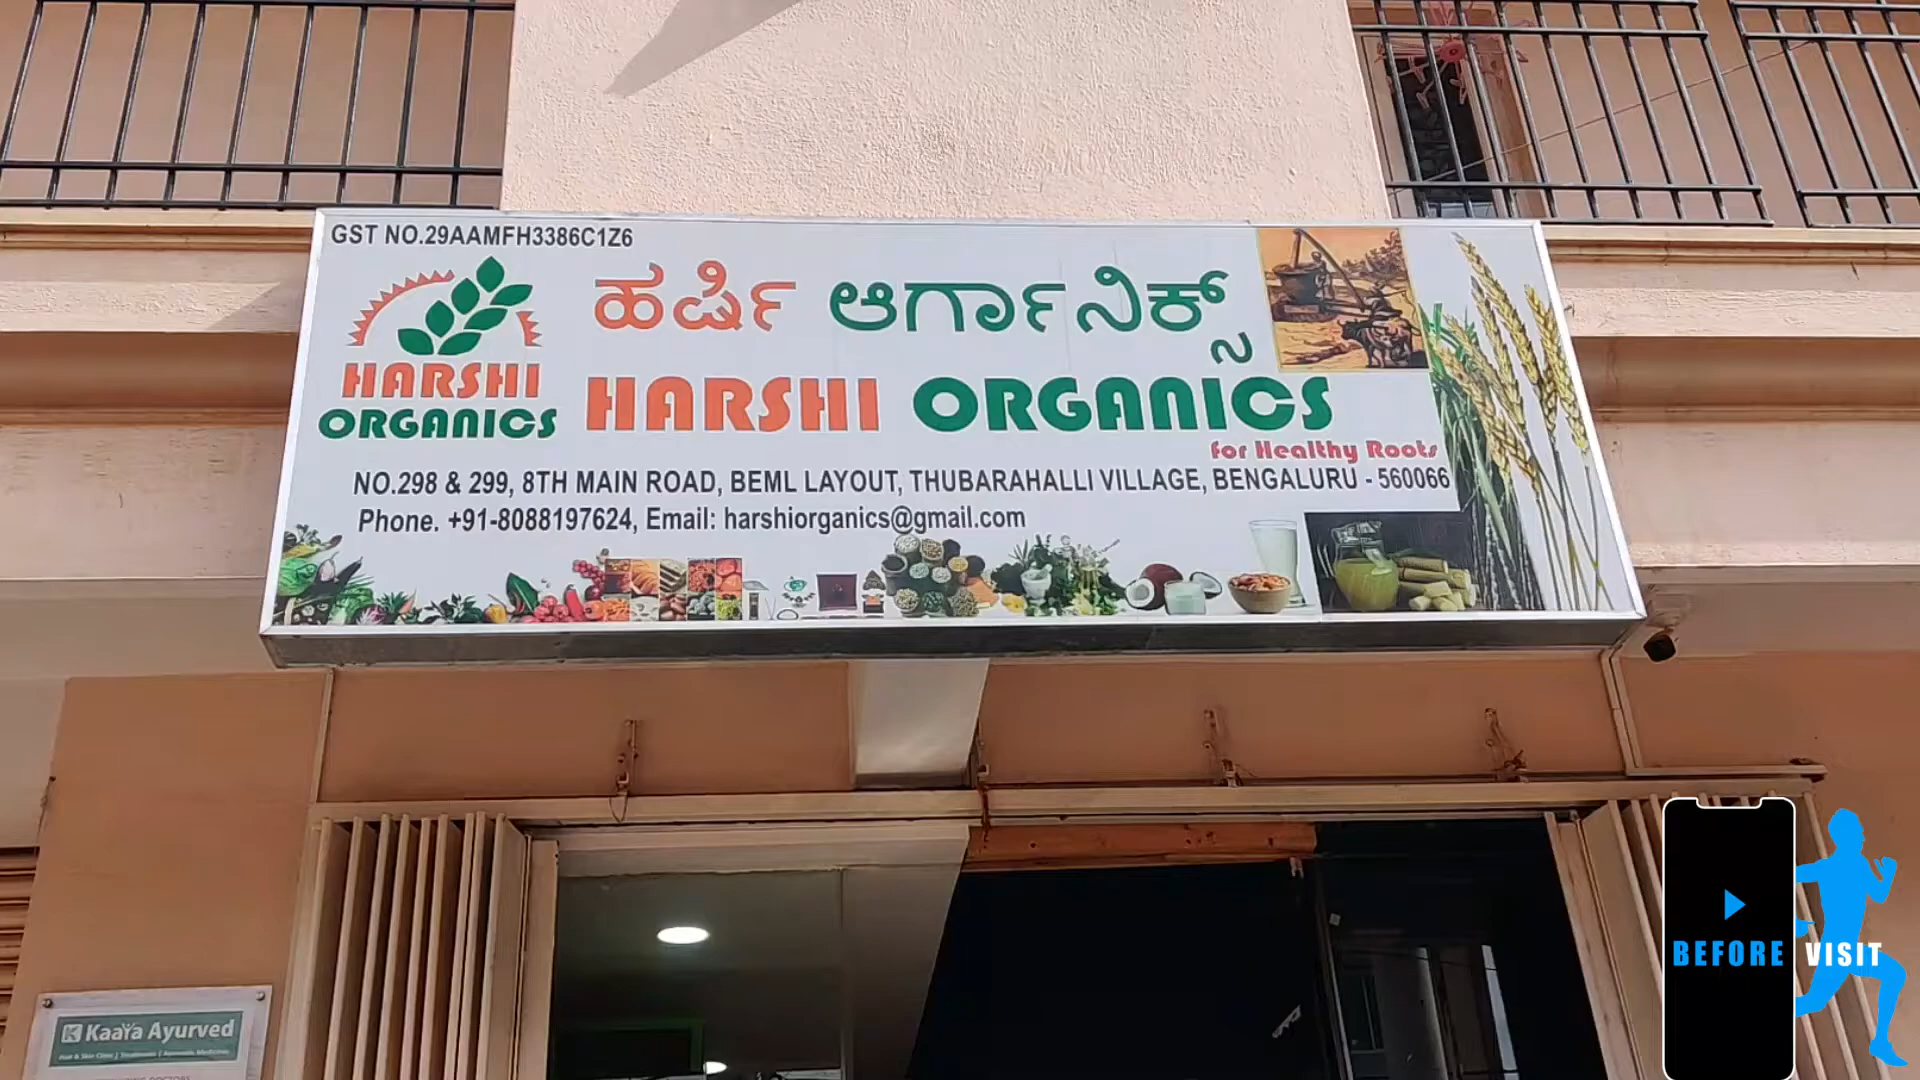 GST NO.29AAMFH3386C1Z6
ಹರ್ಷಿ ಆರ್ಗಾನಿಕ್ಸ್
HARSHI
ORGANICS
HARSHI ORGANICS
for Healthy Roots
NO.298 & 299, 8TH MAIN ROAD, BEML LAYOUT, THUBARAHALLI VILLAGE, BENGALURU - 560066
Phone. +91-8088197624, Email: harshiorganics@gmail.com
Kaaya Ayurved
BEFORE VISIT